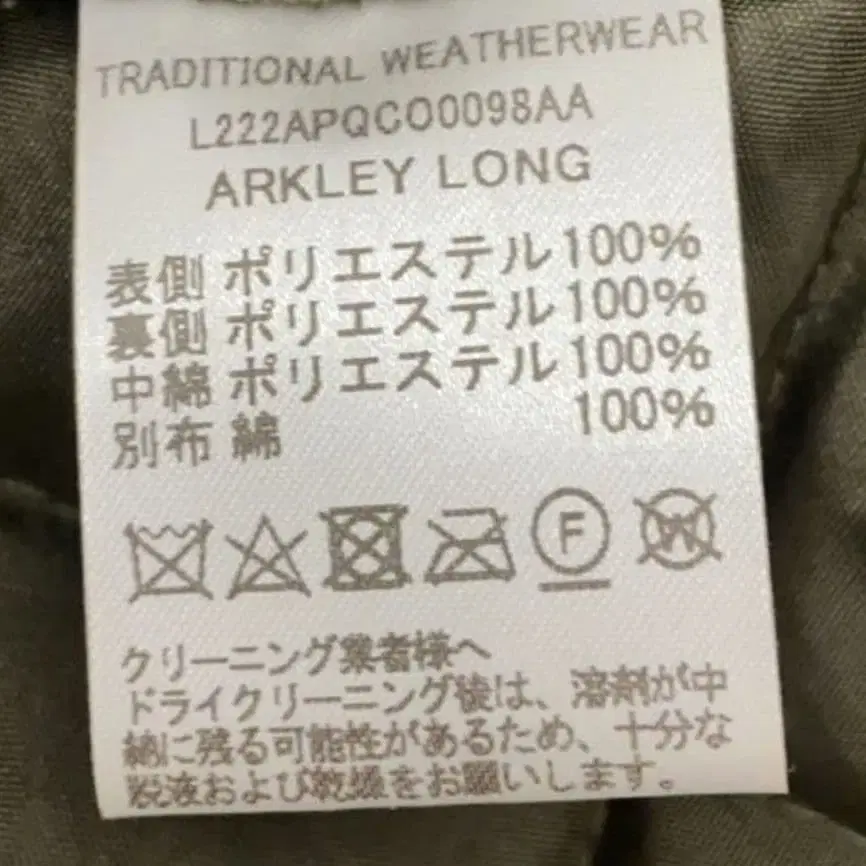 TRADITIONAL WEATHERWEAR
L222APQCO0098AA
ARKLEY LONG
表側 ポリエステル100%
裏側 ポリエステル100%
中綿 ポリエステル100%
別布 綿 100%
F W
クリーニング業者様へ
ドライクリーニング後は、溶剤が中
綿に残る可能性があるため、十分な
脱液および乾燥をお願いします。